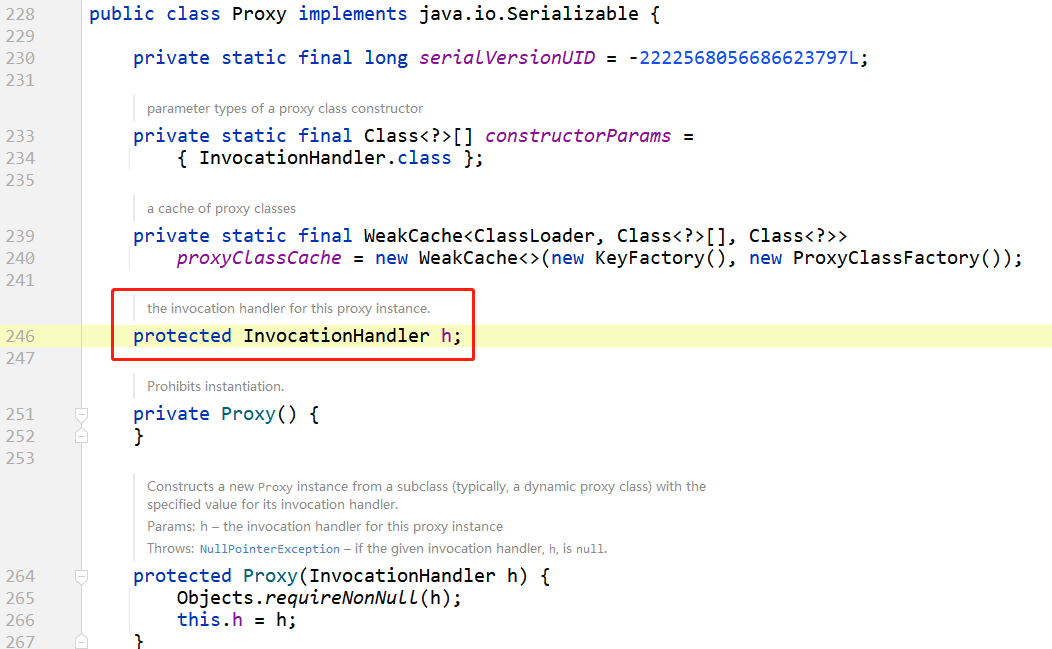 228 public class Proxy implements java.io.Serializable {
229
230 private static final long serialVersionUID = -2222568056686623797L;
231
parameter types of a proxy class constructor
233 private static final Class<?>[] constructorParams =
234 { InvocationHandler.class };
235
a cache of proxy classes
239 private static final WeakCache<ClassLoader, Class<?>[], Class<?>>
240 proxyClassCache = new WeakCache<>(new KeyFactory(), new ProxyClassFactory());
241
the invocation handler for this proxy instance.
246 protected InvocationHandler h;
247
Prohibits instantiation.
251 private Proxy() {
252 }
253
Constructs a new Proxy instance from a subclass (typically, a dynamic proxy class) with the
specified value for its invocation handler.
Params: h – the invocation handler for this proxy instance
Throws: NullPointerException – if the given invocation handler, h, is null.
264 protected Proxy(InvocationHandler h) {
265 Objects.requireNonNull(h);
266 this.h = h;
267 }